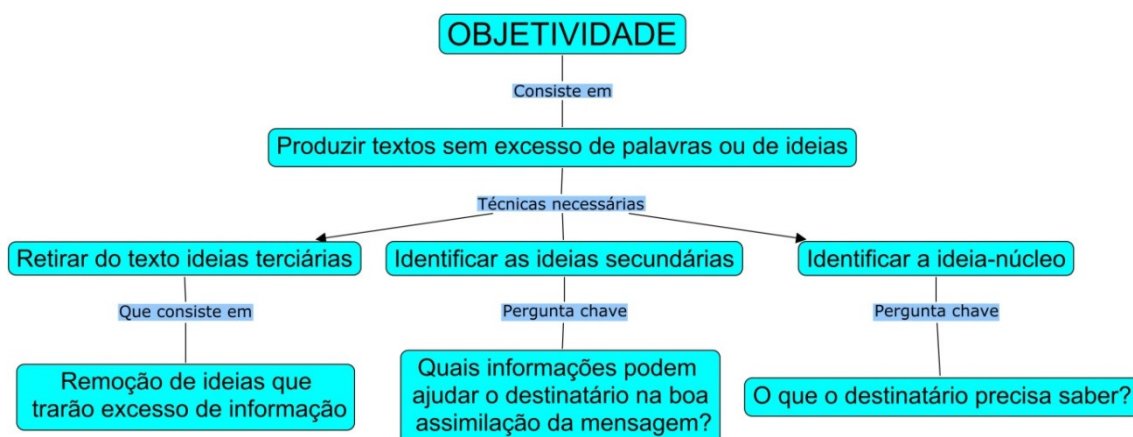 OBJETIVIDADE
Consiste em
Produzir textos sem excesso de palavras ou de ideias
Técnicas necessárias
Retirar do texto ideias terciárias
Identificar as ideias secundárias
Identificar a ideia-núcleo
Que consiste em
Pergunta chave
Pergunta chave
Remoção de ideias que
trarão excesso de informação
Quais informações podem
ajudar o destinatário na boa
assimilação da mensagem?
O que o destinatário precisa saber?